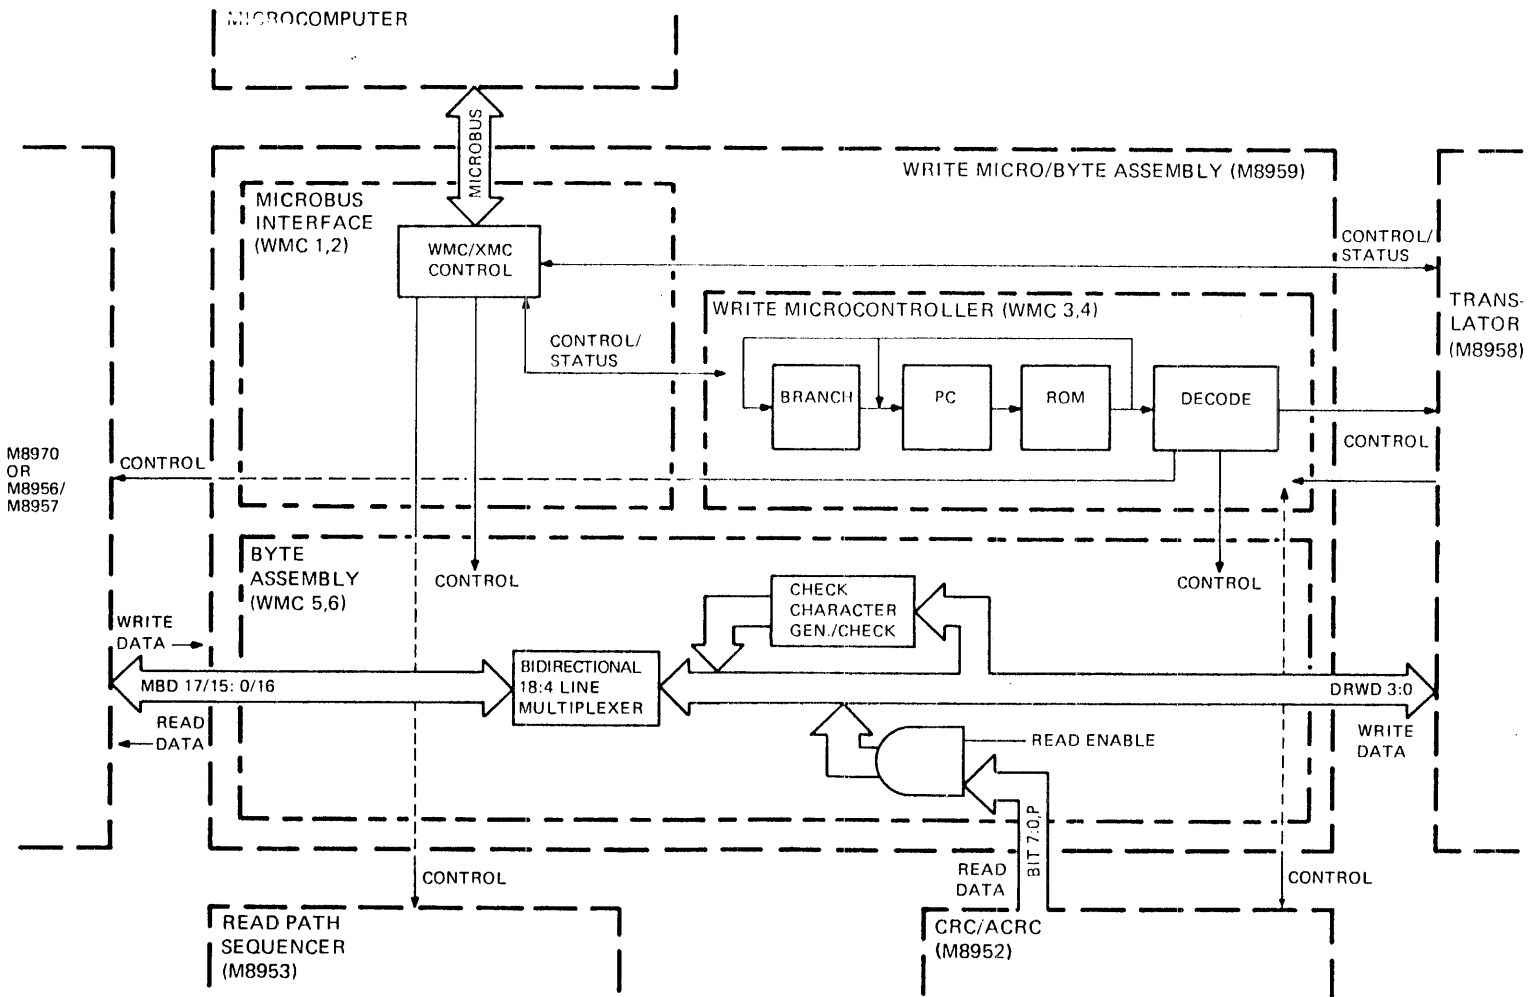 MICROCOMPUTER
MICROBUS
WRITE MICRO/BYTE ASSEMBLY (M8959)
MICROBUS
INTERFACE
(WMC 1,2)
WMC/XMC
CONTROL
CONTROL/
STATUS
TRANS-
LATOR
(M8958)
WRITE MICROCONTROLLER (WMC 3,4)
CONTROL/
STATUS
BRANCH
PC
ROM
DECODE
CONTROL
M8970
OR
M8956/
M8957
CONTROL
BYTE
ASSEMBLY
(WMC 5,6)
CONTROL
CONTROL
CHECK
CHARACTER
GEN./CHECK
WRITE
DATA
MBD 17/15: 0/16
BIDIRECTIONAL
18:4 LINE
MULTIPLEXER
DRWD 3:0
READ
DATA
WRITE
DATA
READ ENABLE
BIT 7:0,P
READ
DATA
CONTROL
CONTROL
READ PATH
SEQUENCER
(M8953)
CRC/ACRC
(M8952)